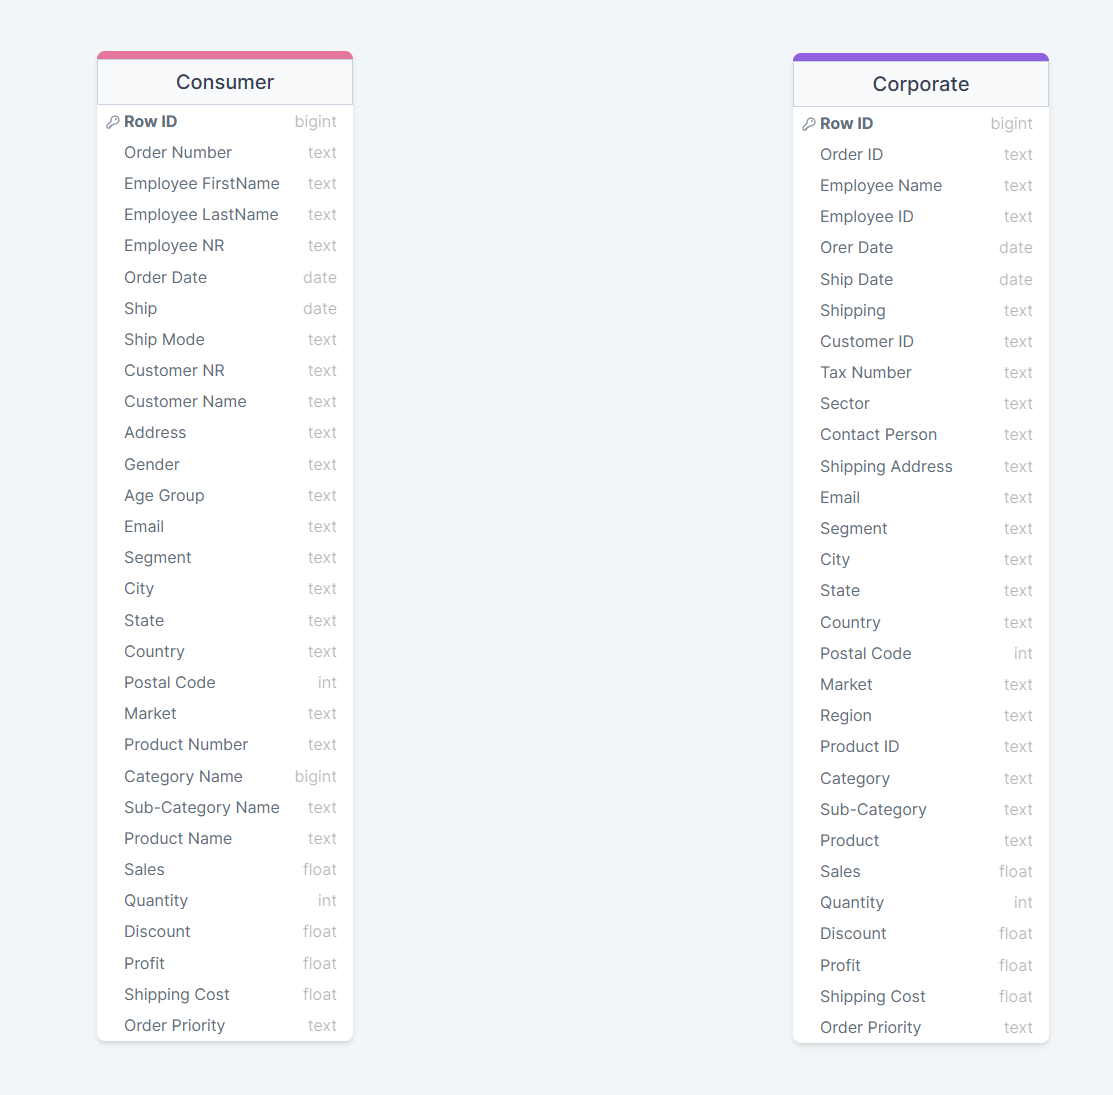 Consumer
Row ID bigint
Order Number text
Employee FirstName text
Employee LastName text
Employee NR text
Order Date date
Ship date
Ship Mode text
Customer NR text
Customer Name text
Address text
Gender text
Age Group text
Email text
Segment text
City text
State text
Country text
Postal Code int
Market text
Product Number text
Category Name bigint
Sub-Category Name text
Product Name text
Sales float
Quantity int
Discount float
Profit float
Shipping Cost float
Order Priority text
Corporate
Row ID bigint
Order ID text
Employee Name text
Employee ID text
Orer Date date
Ship Date date
Shipping text
Customer ID text
Tax Number text
Sector text
Contact Person text
Shipping Address text
Email text
Segment text
City text
State text
Country text
Postal Code int
Market text
Region text
Product ID text
Category text
Sub-Category text
Product text
Sales float
Quantity int
Discount float
Profit float
Shipping Cost float
Order Priority text